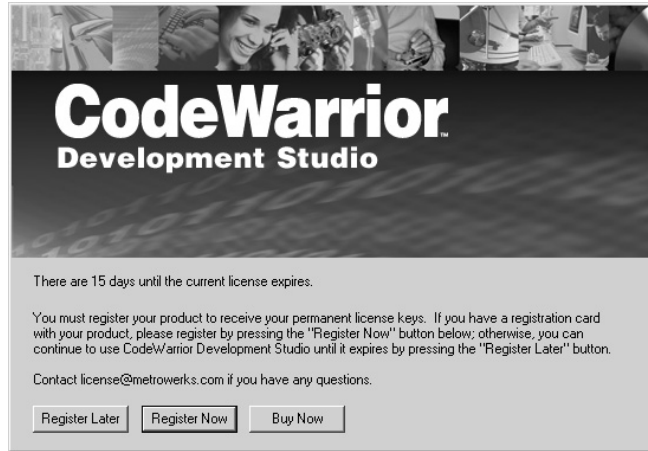 CodeWarrior™
Development Studio
There are 15 days until the current license expires.
You must register your product to receive your permanent license keys.  If you have a registration card
with your product, please register by pressing the "Register Now" button below; otherwise, you can
continue to use CodeWarrior Development Studio until it expires by pressing the "Register Later" button.
Contact license@metrowerks.com if you have any questions.
Register Later Register Now Buy Now